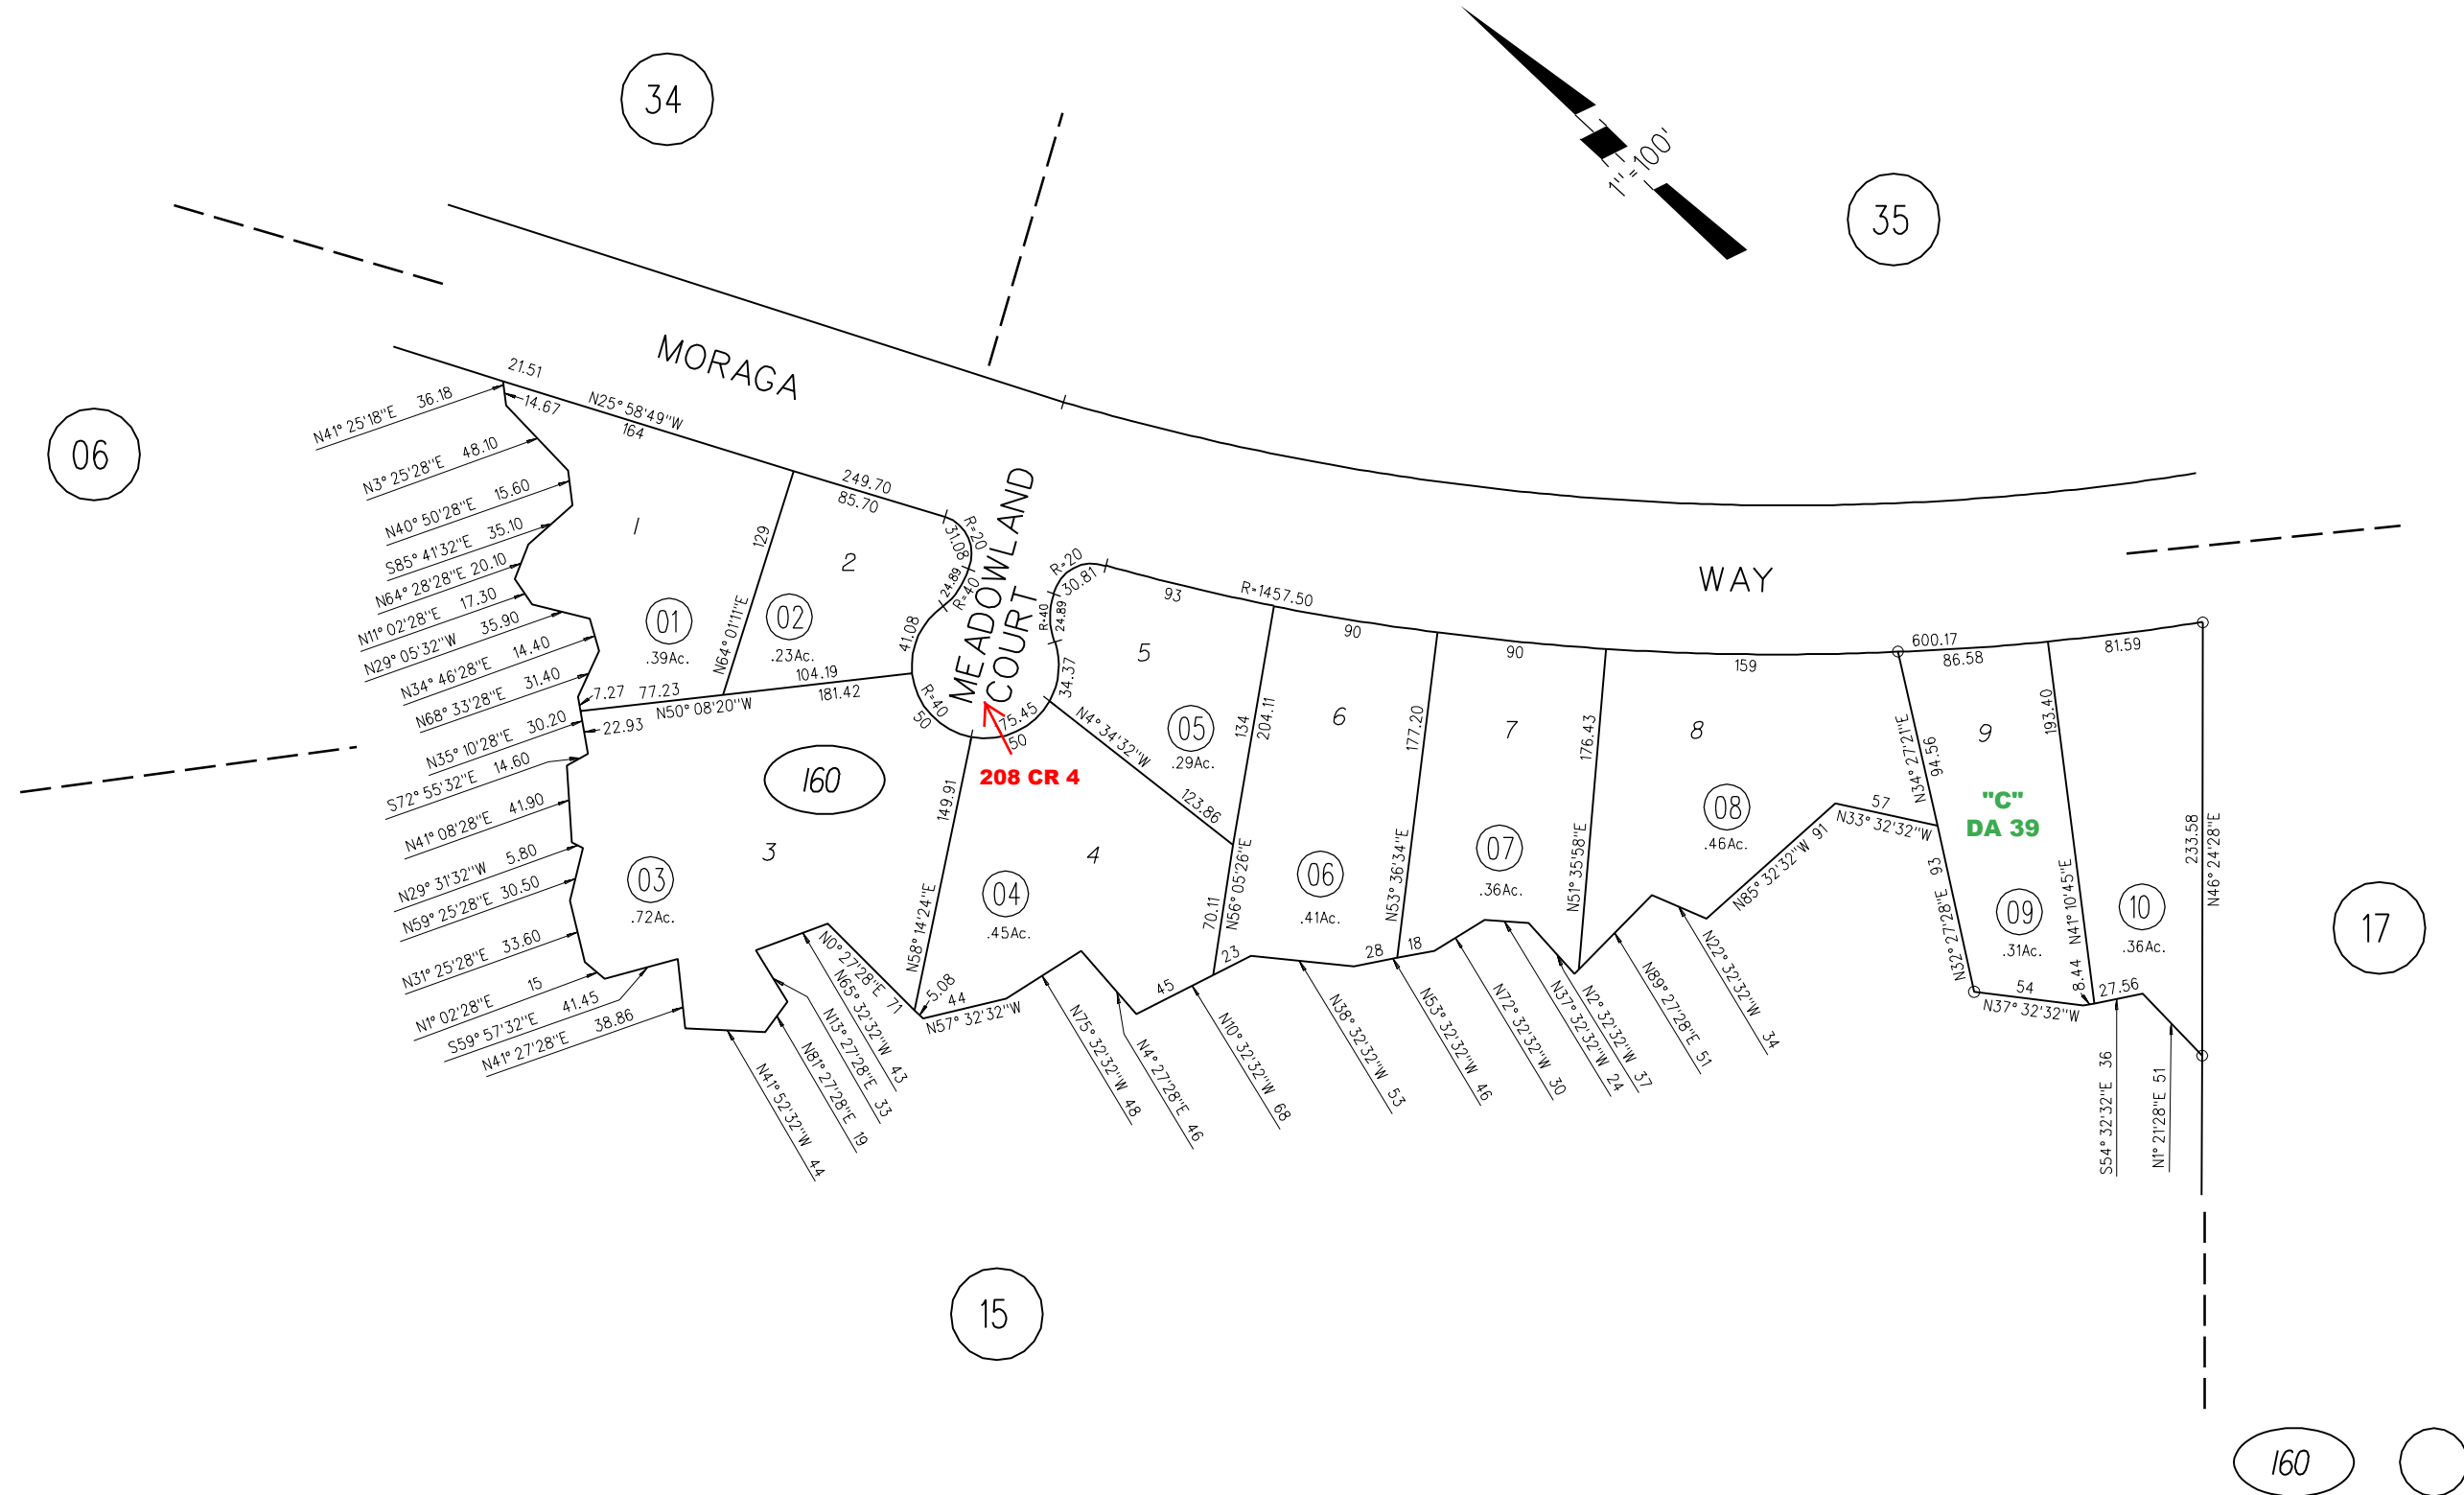 34
35
06
17
15
1" = 100'
MORAGA
WAY
MEADOWLAND
COURT
21.51
14.67
N25° 58'49"W
164
249.70
85.70
N41° 25'18"E 36.18
N3° 25'28"E 48.10
N40° 50'28"E 15.60
S85° 41'32"E 35.10
N64° 28'28"E 20.10
N11° 02'28"E 17.30
N29° 05'32"W 35.90
N34° 46'28"E 14.40
N68° 33'28"E 31.40
N35° 10'28"E 30.20
S72° 55'32"E 14.60
N41° 08'28"E 41.90
N29° 31'32"W 5.80
N59° 25'28"E 30.50
N31° 25'28"E 33.60
N1° 02'28"E 15
S59° 57'32"E 41.45
N41° 27'28"E 38.86
1
01
.39Ac.
129
N64° 01'11"E
2
02
.23Ac.
R=20
31.08
24.89
R=40
41.08
7.27
77.23
104.19
181.42
N50° 08'20"W
22.93
R=40
50
75.45
50
208 CR 4
160
3
03
.72Ac.
149.91
N58° 14'24"E
N0° 27'28"E 71
N65° 32'32"W 43
N13° 27'28"E 33
N81° 27'28"E 19
N41° 52'32"W 44
5.08
44
N57° 32'32"W
4
04
.45Ac.
N75° 32'32"W 48
N4° 27'28"E 46
45
N10° 32'32"W 68
R=20
30.81
R=40
24.89
34.37
93
R=1457.50
5
05
.29Ac.
N4° 34'32"W
123.86
134
204.11
70.11
N56° 05'26"E
23
90
6
06
.41Ac.
177.20
N53° 36'34"E
N38° 32'32"W 53
28
18
N53° 32'32"W 46
90
7
07
.36Ac.
176.43
N51° 35'58"E
N72° 32'32"W 30
N37° 32'32"W 24
N2° 32'32"W 37
159
8
08
.46Ac.
N89° 27'28"E 51
N22° 32'32"W 34
N85° 32'32"W 91
57
N33° 32'32"W
600.17
86.58
N34° 27'21"E
94.56
9
"C"
DA 39
N32° 27'28"E 93
09
.31Ac.
54
N37° 32'32"W
193.40
8.44 N41° 10'45"E
81.59
10
.36Ac.
27.56
S54° 32'32"E 36
N1° 21'28"E 51
233.58
N46° 24'28"E
160